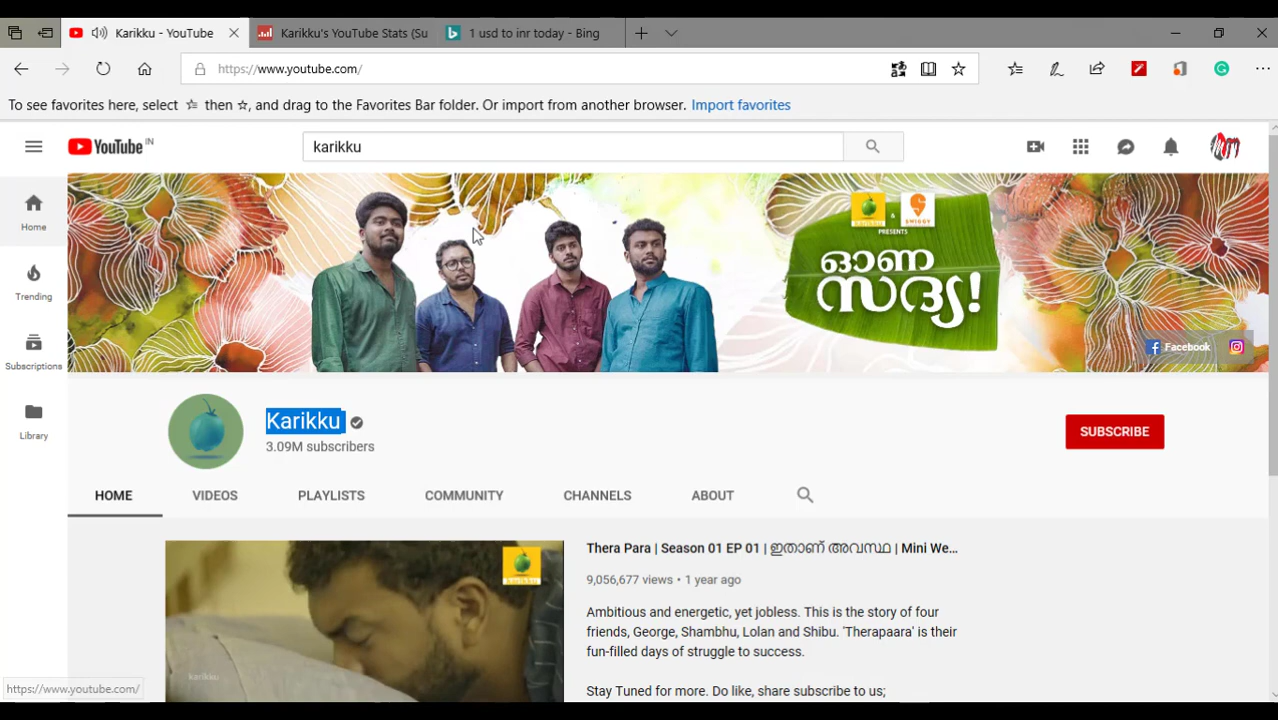 Karikku - YouTube
Karikku's YouTube Stats (Su
1 usd to inr today - Bing
https://www.youtube.com/
To see favorites here, select ☆ then ☆, and drag to the Favorites Bar folder. Or import from another browser. Import favorites
YouTube IN
karikku
Home
Trending
Subscriptions
Library
&
SWIGGY
PRESENTS
ഓണ
സദ്യ!
Facebook
Karikku
3.09M subscribers
SUBSCRIBE
HOME
VIDEOS
PLAYLISTS
COMMUNITY
CHANNELS
ABOUT
karikku
karikku
Thera Para | Season 01 EP 01 | ഇതാണ് അവസ്ഥ | Mini We...
9,056,677 views • 1 year ago
Ambitious and energetic, yet jobless. This is the story of four
friends, George, Shambhu, Lolan and Shibu. 'Therapaara' is their
fun-filled days of struggle to success.
Stay Tuned for more. Do like, share subscribe to us;
https://www.youtube.com/